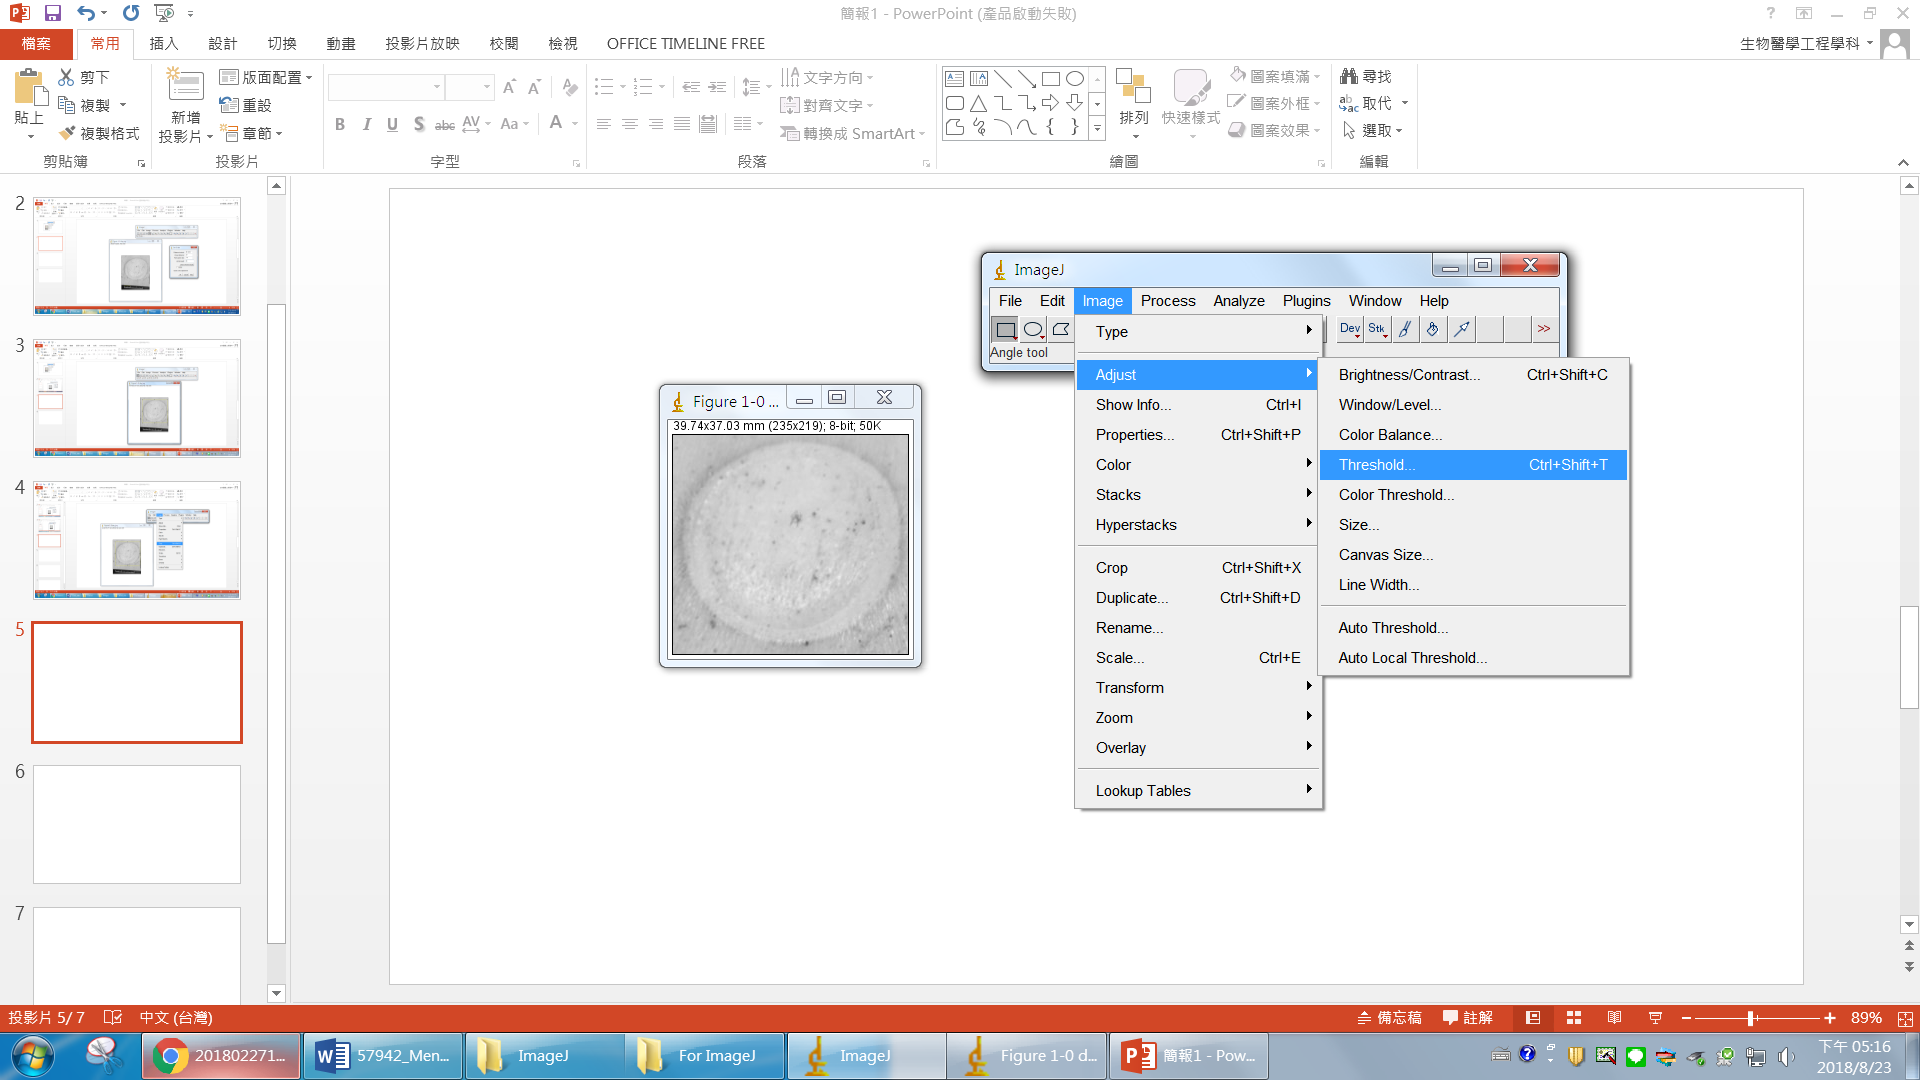 簡報1 - PowerPoint (產品啟動失敗)
檔案 常用 插入 設計 切換 動畫 投影片放映 校閱 檢視 OFFICE TIMELINE FREE 生物醫學工程學科
貼上 剪下 複製 複製格式 剪貼簿
新增投影片 版面配置 重設 章節 投影片
B I U S abc AV Aa A 字型
文字方向 對齊文字 轉換成 SmartArt 段落
排列 快速樣式 圖案填滿 圖案外框 圖案效果 繪圖
尋找 取代 選取 編輯
2
3
4
5
6
7
ImageJ
File Edit Image Process Analyze Plugins Window Help
Dev Stk >>
Angle tool
Figure 1-0 ...
39.74x37.03 mm (235x219); 8-bit; 50K
Type
Adjust
Show Info... Ctrl+I
Properties... Ctrl+Shift+P
Color
Stacks
Hyperstacks
Crop Ctrl+Shift+X
Duplicate... Ctrl+Shift+D
Rename...
Scale... Ctrl+E
Transform
Zoom
Overlay
Lookup Tables
Brightness/Contrast... Ctrl+Shift+C
Window/Level...
Color Balance...
Threshold... Ctrl+Shift+T
Color Threshold...
Size...
Canvas Size...
Line Width...
Auto Threshold...
Auto Local Threshold...
投影片 5/ 7 中文 (台灣) 備忘稿 註解 89%
201802271... 57942_Men... ImageJ For ImageJ ImageJ Figure 1-0 d... 簡報1 - Pow...
下午 05:16
2018/8/23